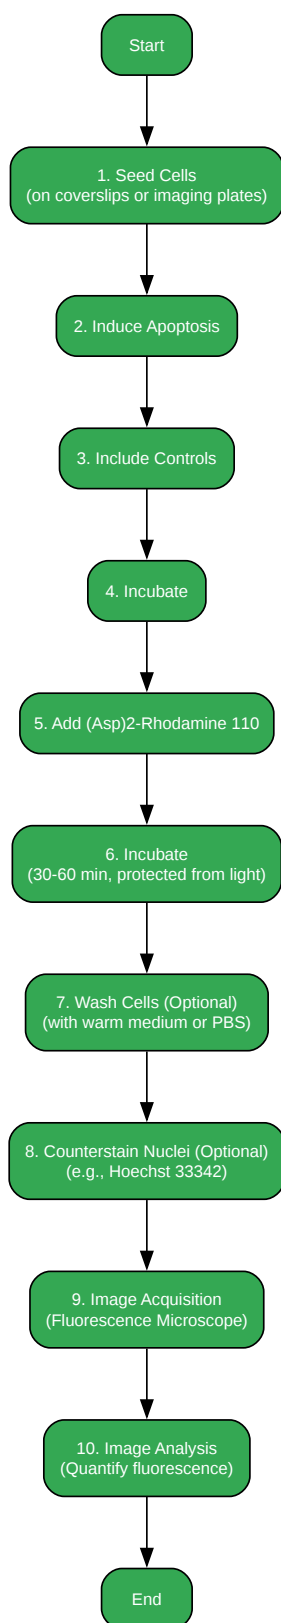 Start
1. Seed Cells
(on coverslips or imaging plates)
2. Induce Apoptosis
3. Include Controls
4. Incubate
5. Add (Asp)2-Rhodamine 110
6. Incubate
(30-60 min, protected from light)
7. Wash Cells (Optional)
(with warm medium or PBS)
8. Counterstain Nuclei (Optional)
(e.g., Hoechst 33342)
9. Image Acquisition
(Fluorescence Microscope)
10. Image Analysis
(Quantify fluorescence)
End